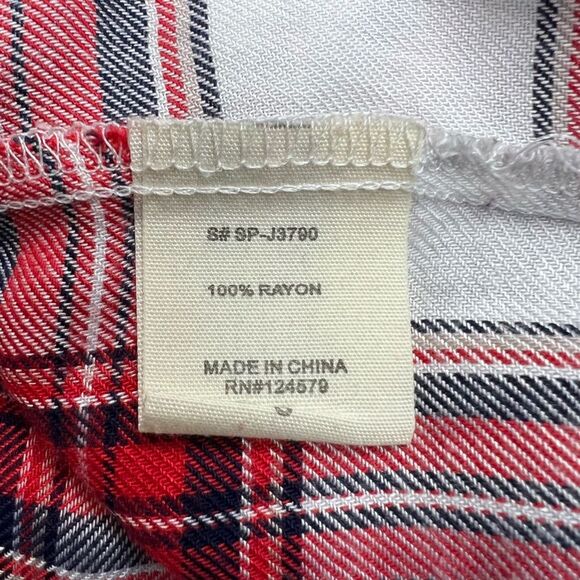 S# SP-J3790
100% RAYON
MADE IN CHINA
RN#124579